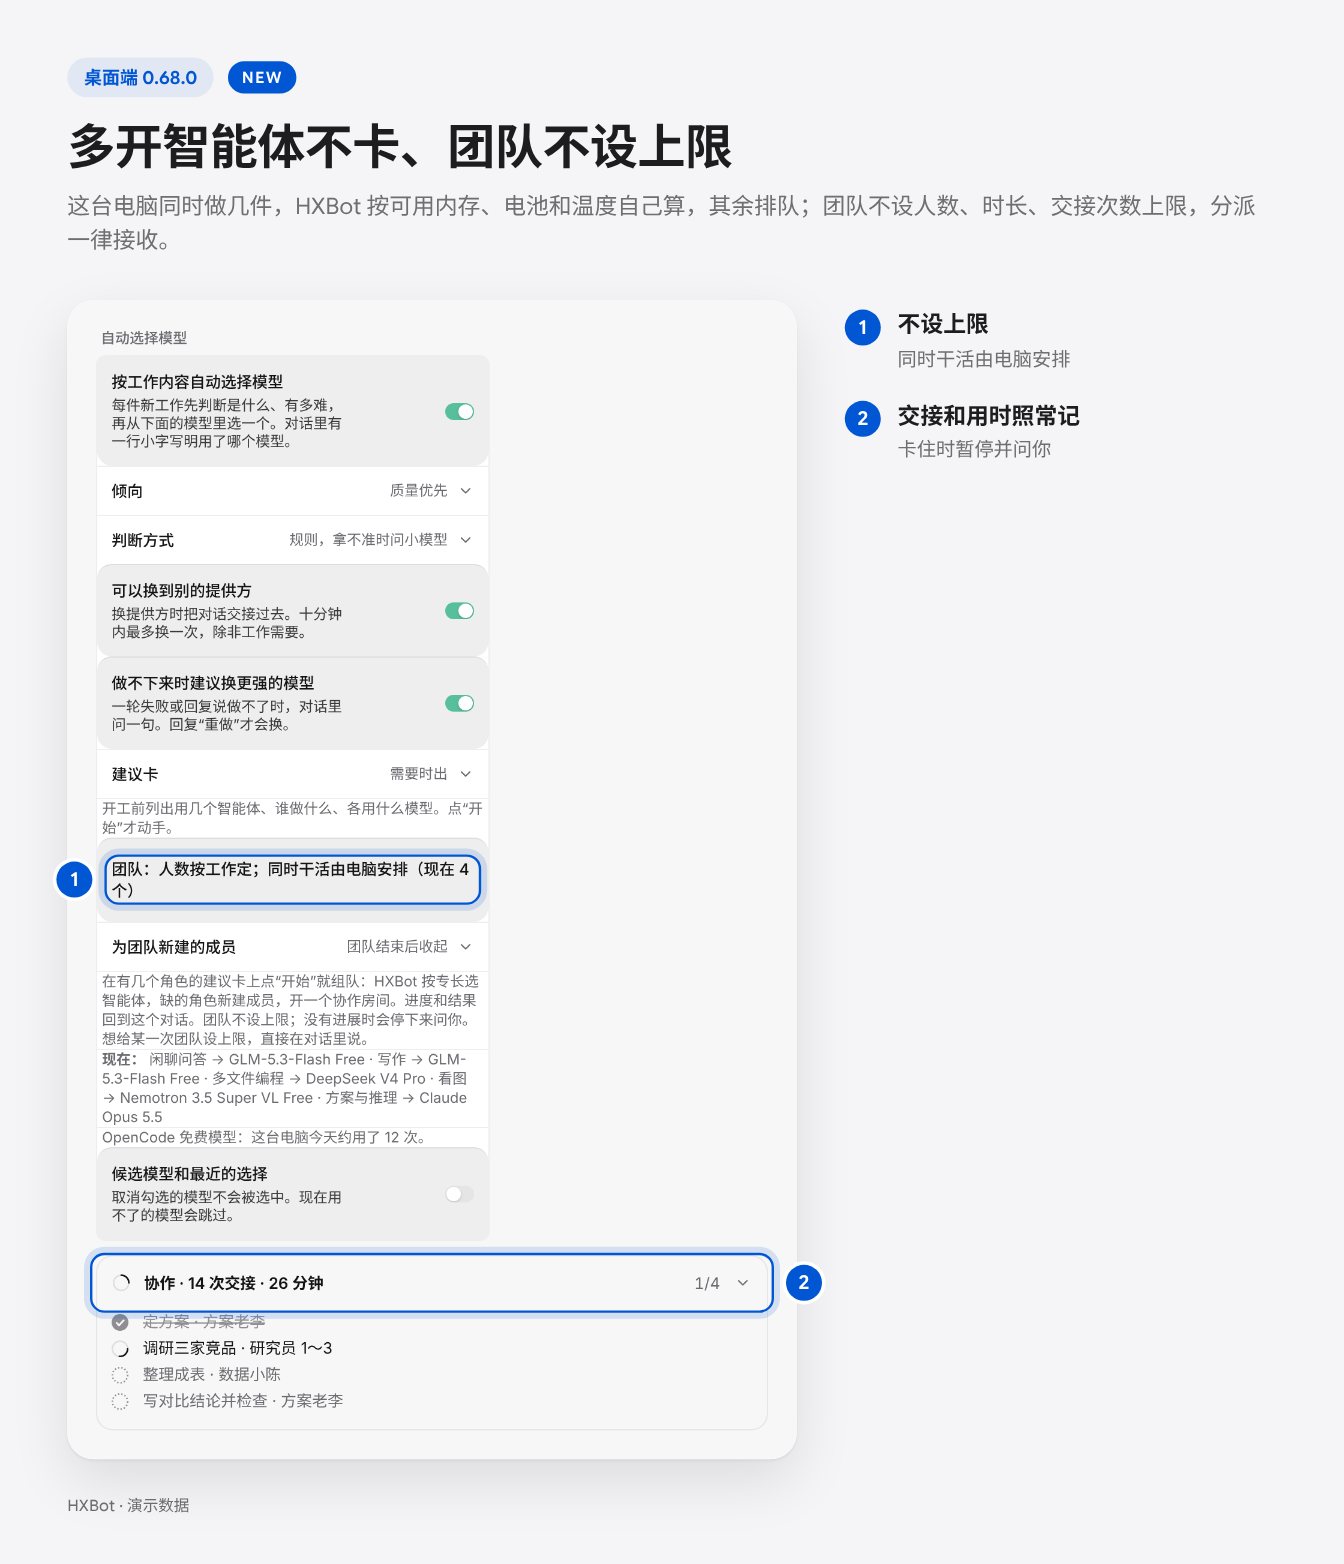 桌面端 0.68.0
NEW
多开智能体不卡、团队不设上限
这台电脑同时做几件，HXBot 按可用内存、电池和温度自己算，其余排队；团队不设人数、时长、交接次数上限，分派
一律接收。
自动选择模型
按工作内容自动选择模型
每件新工作先判断是什么、有多难，
再从下面的模型里选一个。对话里有
一行小字写明用了哪个模型。
倾向
质量优先
判断方式
规则，拿不准时问小模型
可以换到别的提供方
换提供方时把对话交接过去。十分钟
内最多换一次，除非工作需要。
做不下来时建议换更强的模型
一轮失败或回复说做不了时，对话里
问一句。回复“重做”才会换。
建议卡
需要时出
开工前列出用几个智能体、谁做什么、各用什么模型。点“开
始”才动手。
1
团队：人数按工作定；同时干活由电脑安排（现在 4
个）
为团队新建的成员
团队结束后收起
在有几个角色的建议卡上点“开始”就组队：HXBot 按专长选
智能体，缺的角色新建成员，开一个协作房间。进度和结果
回到这个对话。团队不设上限；没有进展时会停下来问你。
想给某一次团队设上限，直接在对话里说。
现在： 闲聊问答 → GLM-5.3-Flash Free · 写作 → GLM-
5.3-Flash Free · 多文件编程 → DeepSeek V4 Pro · 看图
→ Nemotron 3.5 Super VL Free · 方案与推理 → Claude
Opus 5.5
OpenCode 免费模型：这台电脑今天约用了 12 次。
候选模型和最近的选择
取消勾选的模型不会被选中。现在用
不了的模型会跳过。
协作 · 14 次交接 · 26 分钟
1/4
2
定方案 · 方案老李
调研三家竞品 · 研究员 1～3
整理成表 · 数据小陈
写对比结论并检查 · 方案老李
1
不设上限
同时干活由电脑安排
2
交接和用时照常记
卡住时暂停并问你
HXBot · 演示数据